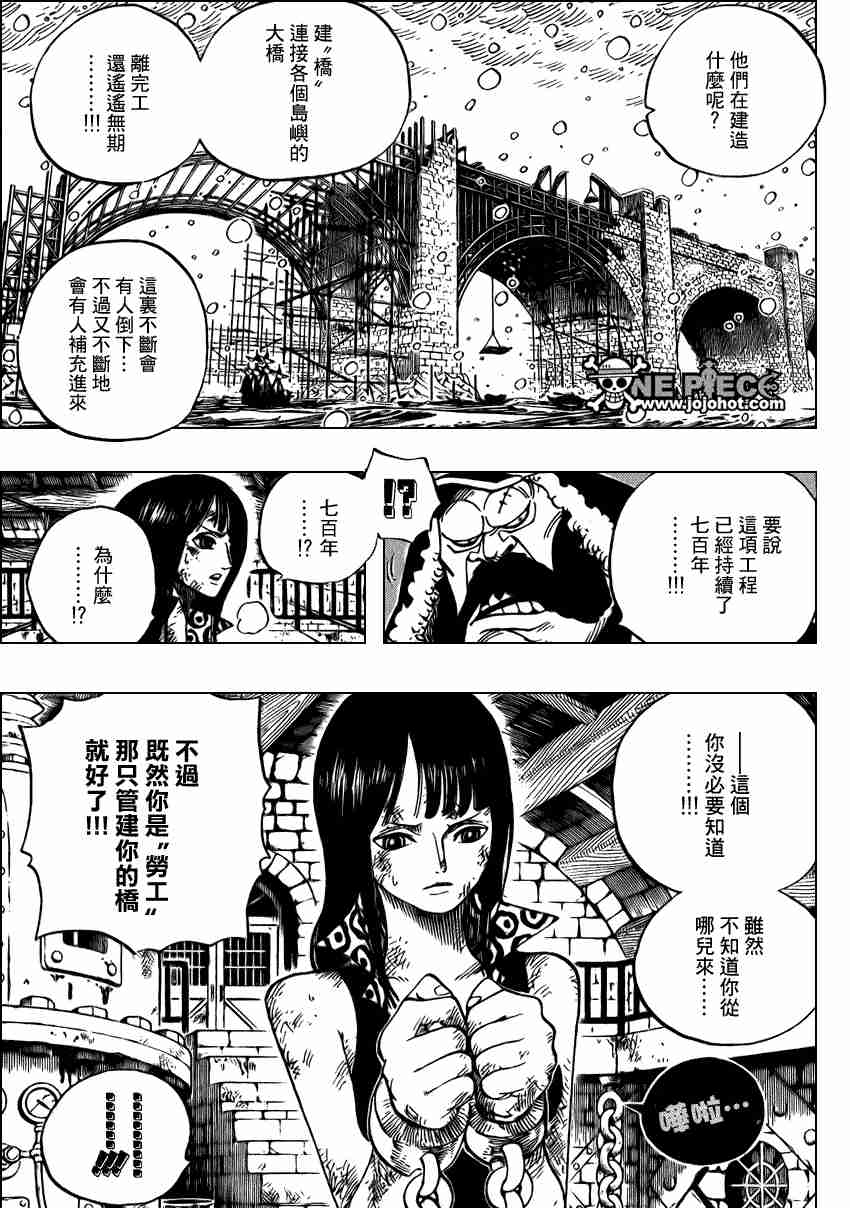 他們在建造
什麼呢?
建〝橋〞
連接各個島嶼的
大橋
離完工
還遙遙無期
………!!!
這裏不斷會
有人倒下…
不過又不斷地
會有人補充進來
ONE PIECE
www.jojohot.com
要說
這項工程
已經持續了
七百年
………!!!
!?
七百年
……!?
為什麼
………!?
——這個
你沒必要知道
………!!!
雖然
不知道你從
哪兒來……
不過
既然你是〝勞工〞
那只管建你的橋
就好了!!!
嘩啦…
………!!!